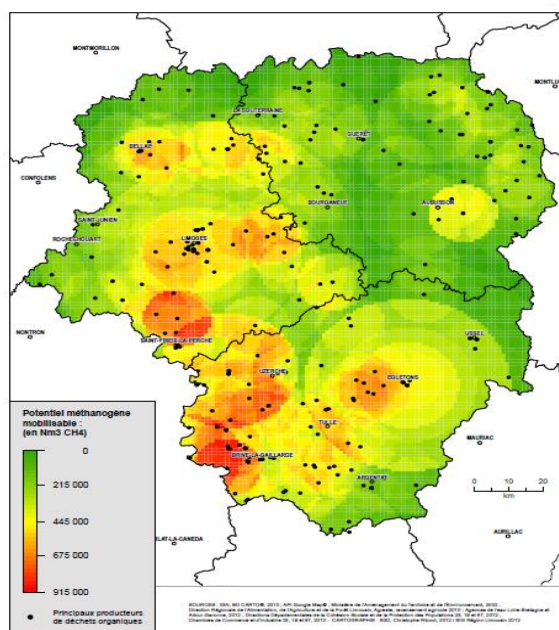 MONTMORILLON
MONTLU
LA SOUTERRAINE
GUERET
BELLAC
CONFOLENS
BOURGANEUF
AUBUSSON
SAINT-JUNIEN
LIMOGES
ROCHECHOUART
NONTRON
USSEL
SAINT-YRIEIX-LA-PERCHE
UZERCHE
EGLETONS
TULLE
MAURIAC
BRIVE-LA-GAILLARDE
ARGENTAT
Potentiel méthanogène
mobilisable :
(en Nm3 CH4)
0
215 000
445 000
675 000
915 000
Principaux producteurs
de déchets organiques
0 10 20
km
RLAT-LA-CANEDA
AURILLAC